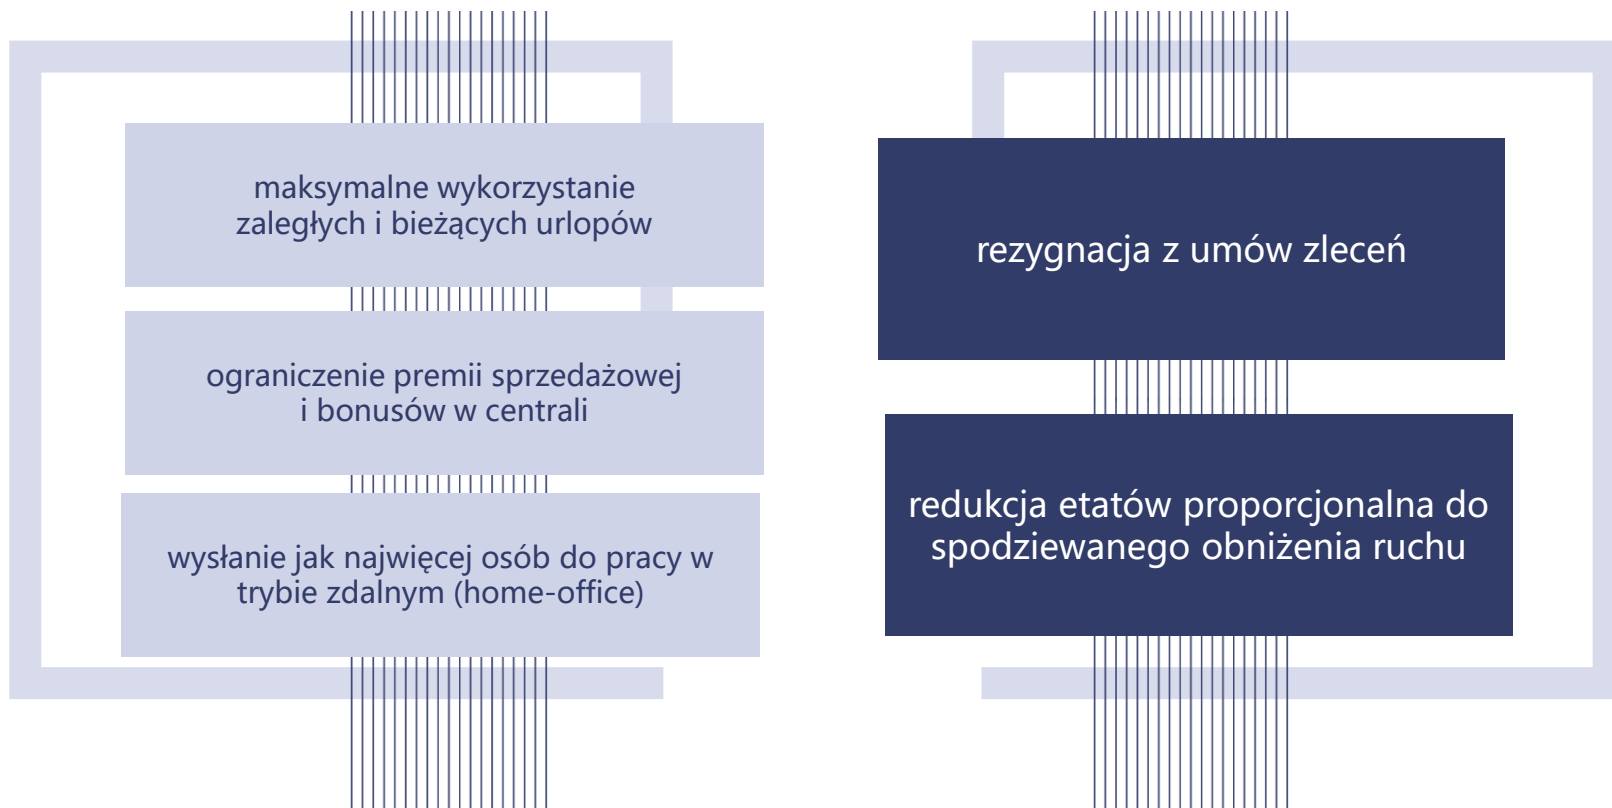 maksymalne wykorzystanie
zaległych i bieżących urlopów
ograniczenie premii sprzedażowej
i bonusów w centrali
wysłanie jak najwięcej osób do pracy w
trybie zdalnym (home-office)
rezygnacja z umów zleceń
redukcja etatów proporcjonalna do
spodziewanego obniżenia ruchu